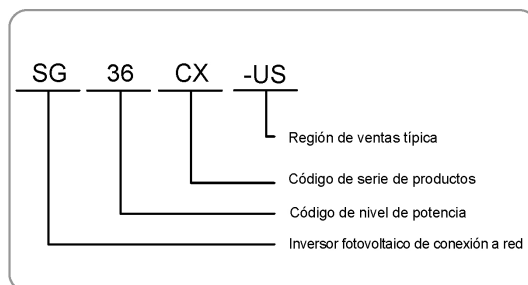 SG 36 CX -US
Región de ventas típica
Código de serie de productos
Código de nivel de potencia
Inversor fotovoltaico de conexión a red